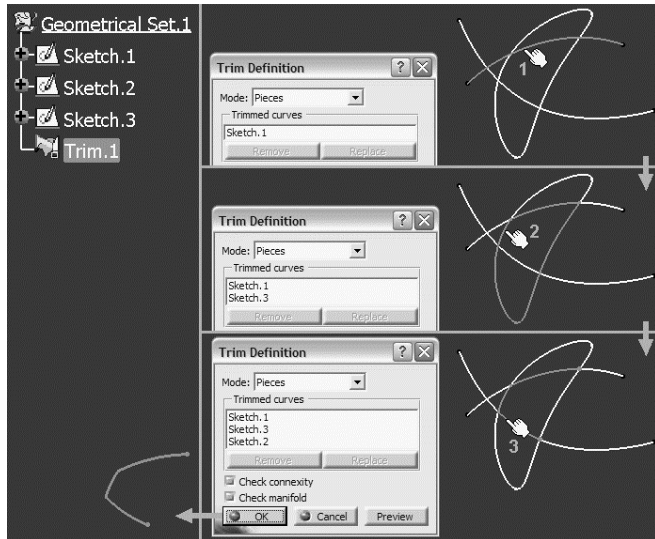 Geometrical Set.1
Sketch.1
Sketch.2
Sketch.3
Trim.1
Trim Definition
Mode: Pieces
Trimmed curves
Sketch.1
Remove Replace
1
Trim Definition
Mode: Pieces
Trimmed curves
Sketch.1
Sketch.3
Remove Replace
2
Trim Definition
Mode: Pieces
Trimmed curves
Sketch.1
Sketch.3
Sketch.2
Remove Replace
Check connexity
Check manifold
OK Cancel Preview
3